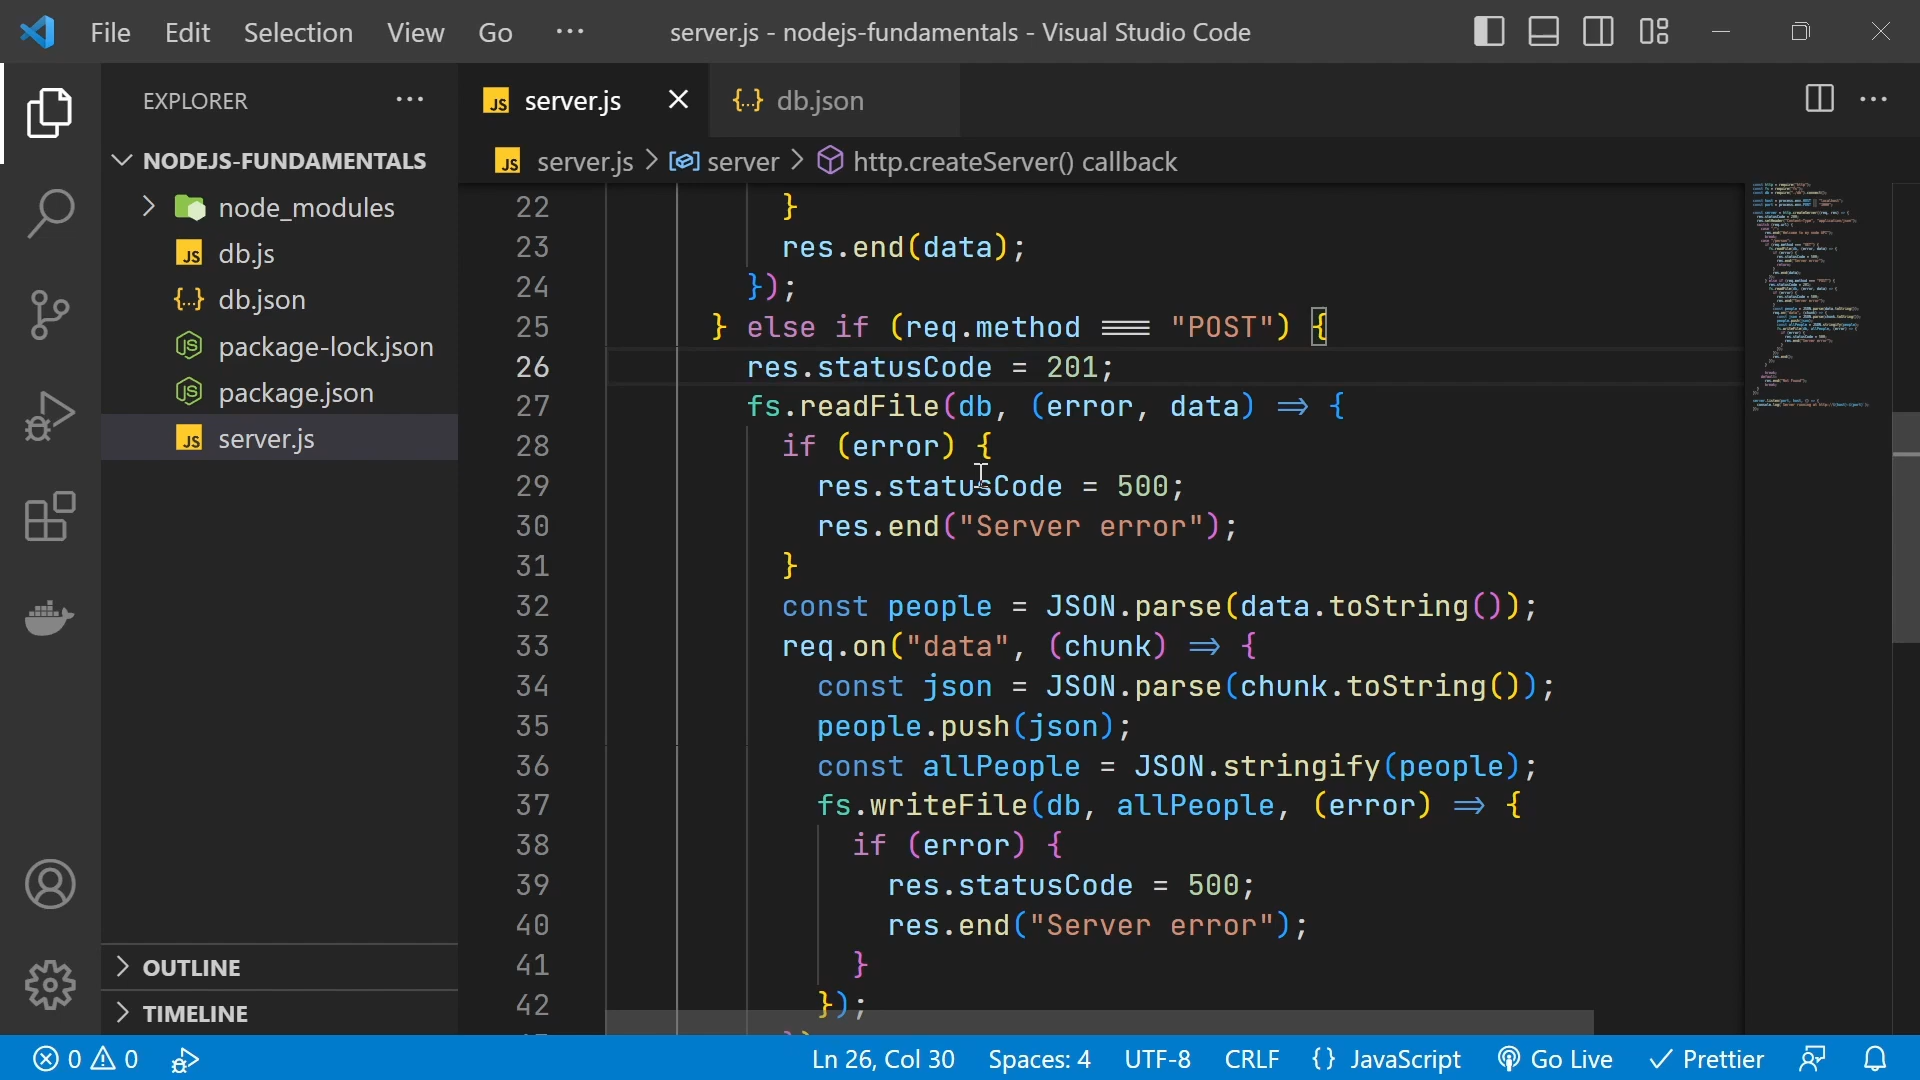 File Edit Selection View Go ··· server.js - nodejs-fundamentals - Visual Studio Code
EXPLORER ···
JS server.js {..} db.json
NODEJS-FUNDAMENTALS
JS server.js > server > http.createServer() callback
node_modules
JS db.js
{..} db.json
JS package-lock.json
JS package.json
JS server.js
OUTLINE
TIMELINE
22 }
23 res.end(data);
24 });
25 } else if (req.method === "POST") {
26 res.statusCode = 201;
27 fs.readFile(db, (error, data) => {
28 if (error) {
29 res.statusCode = 500;
30 res.end("Server error");
31 }
32 const people = JSON.parse(data.toString());
33 req.on("data", (chunk) => {
34 const json = JSON.parse(chunk.toString());
35 people.push(json);
36 const allPeople = JSON.stringify(people);
37 fs.writeFile(db, allPeople, (error) => {
38 if (error) {
39 res.statusCode = 500;
40 res.end("Server error");
41 }
42 });
0 0 Ln 26, Col 30 Spaces: 4 UTF-8 CRLF {} JavaScript Go Live Prettier